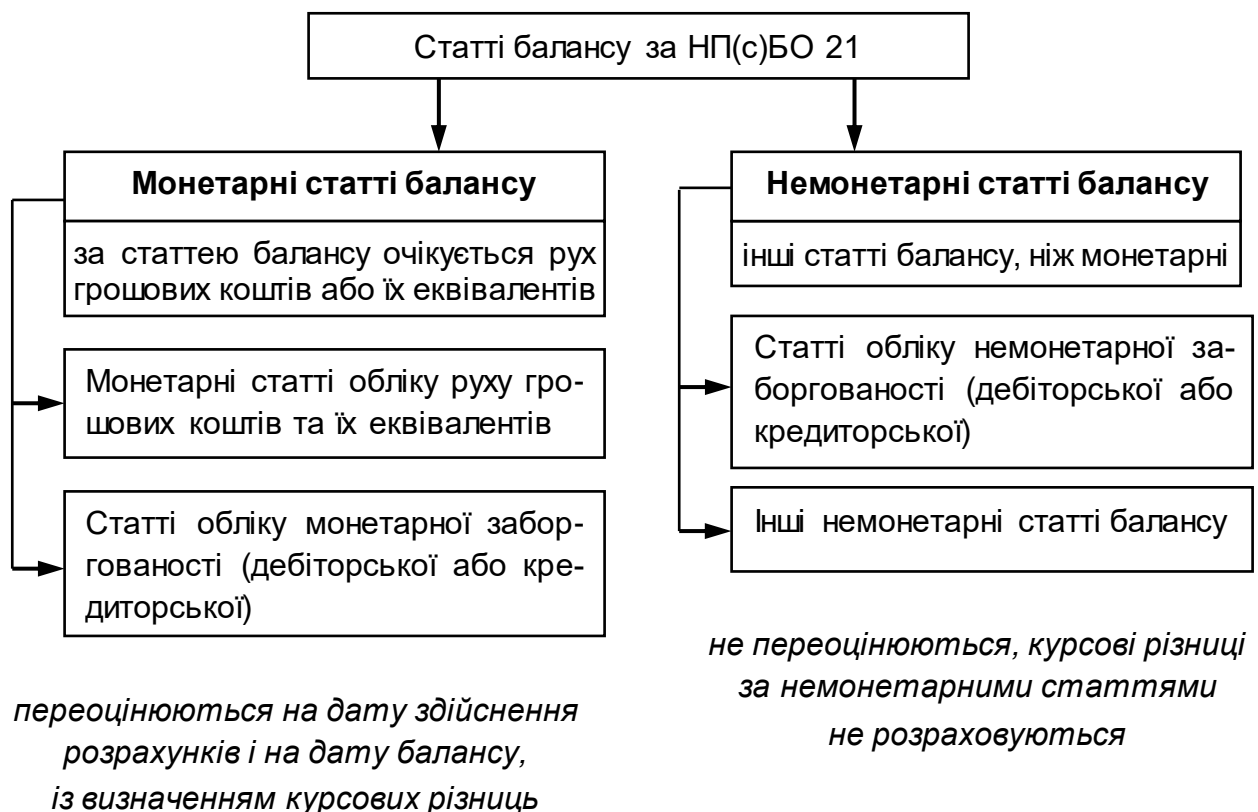 Статті балансу за НП(с)БО 21
Монетарні статті балансу
за статтею балансу очікується рух
грошових коштів або їх еквівалентів
Монетарні статті обліку руху гро-
шових коштів та їх еквівалентів
Статті обліку монетарної забор-
гованості (дебіторської або кре-
диторської)
переоцінюються на дату здійснення
розрахунків і на дату балансу,
із визначенням курсових різниць
Немонетарні статті балансу
інші статті балансу, ніж монетарні
Статті обліку немонетарної за-
боргованості (дебіторської або
кредиторської)
Інші немонетарні статті балансу
не переоцінюються, курсові різниці
за немонетарними статтями
не розраховуються